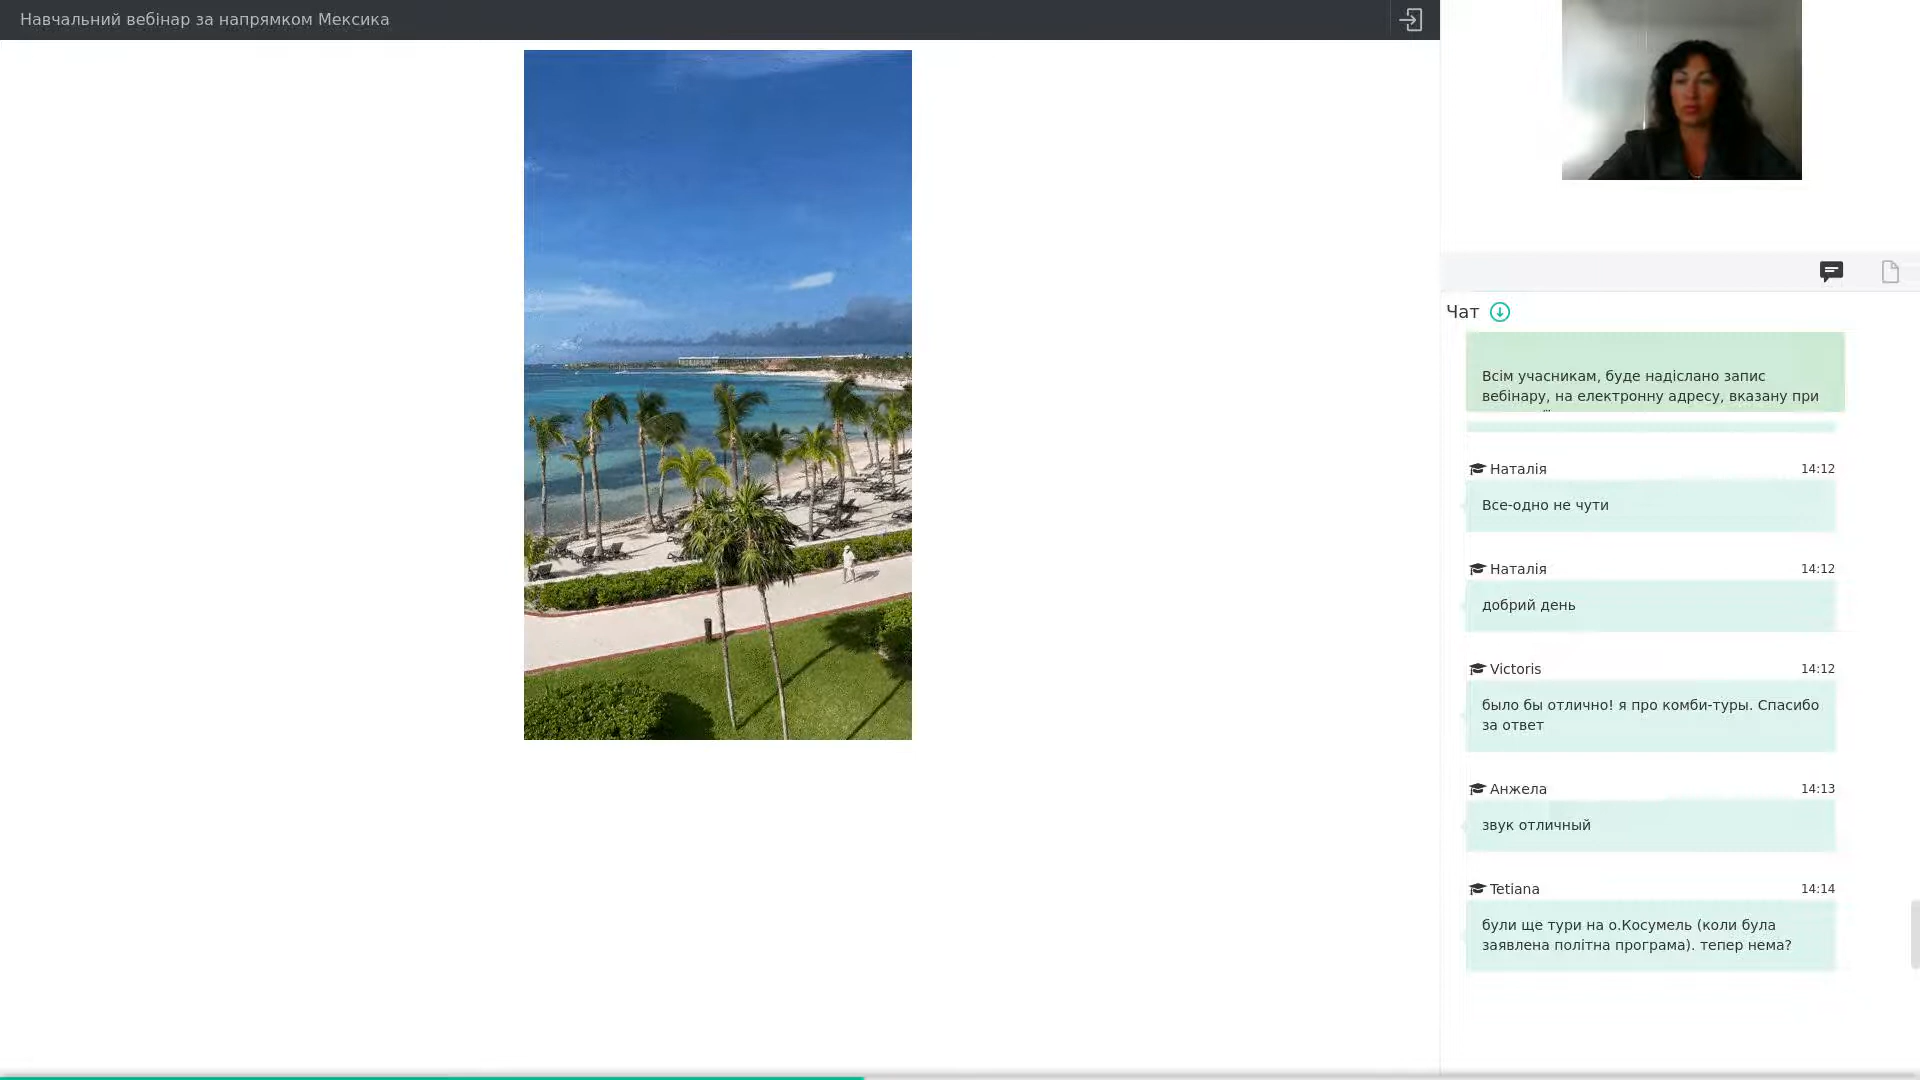 Навчальний вебінар за напрямком Мексика
Чат
Всім учасникам, буде надіслано запис
вебінару, на електронну адресу, вказану при
Наталія 14:12
Все-одно не чути
Наталія 14:12
добрий день
Victoris 14:12
было бы отлично! я про комби-туры. Спасибо
за ответ
Анжела 14:13
звук отличный
Tetiana 14:14
були ще тури на о.Косумель (коли була
заявлена політна програма). тепер нема?